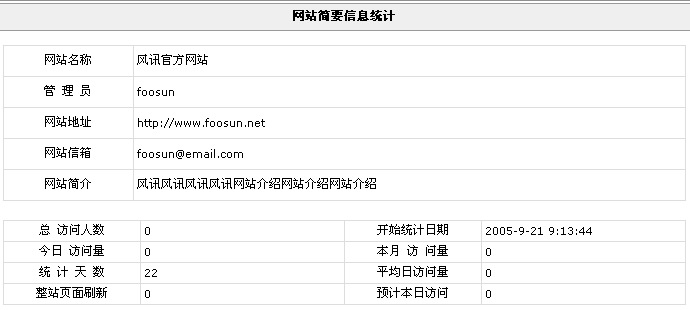 网站简要信息统计
网站名称 风讯官方网站
管 理 员 foosun
网站地址 http://www.foosun.net
网站信箱 foosun@email.com
网站简介 风讯风讯风讯风讯网站介绍网站介绍网站介绍
总 访问人数 0 开始统计日期 2005-9-21 9:13:44
今日 访问量 0 本月 访 问量 0
统 计 天 数 22 平均日访问量 0
整站页面刷新 0 预计本日访问 0